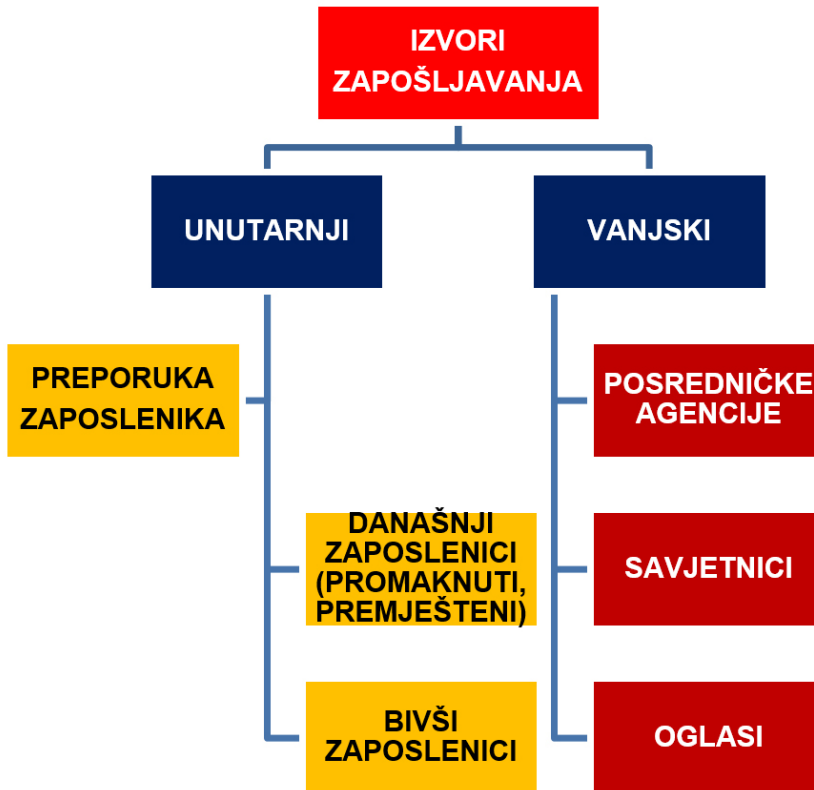 IZVORI
ZAPOŠLJAVANJA
UNUTARNJI
VANJSKI
PREPORUKA
ZAPOSLENIKA
POSREDNIČKE
AGENCIJE
DANAŠNJI
ZAPOSLENICI
(PROMAKNUTI,
PREMJEŠTENI)
SAVJETNICI
BIVŠI
ZAPOSLENICI
OGLASI